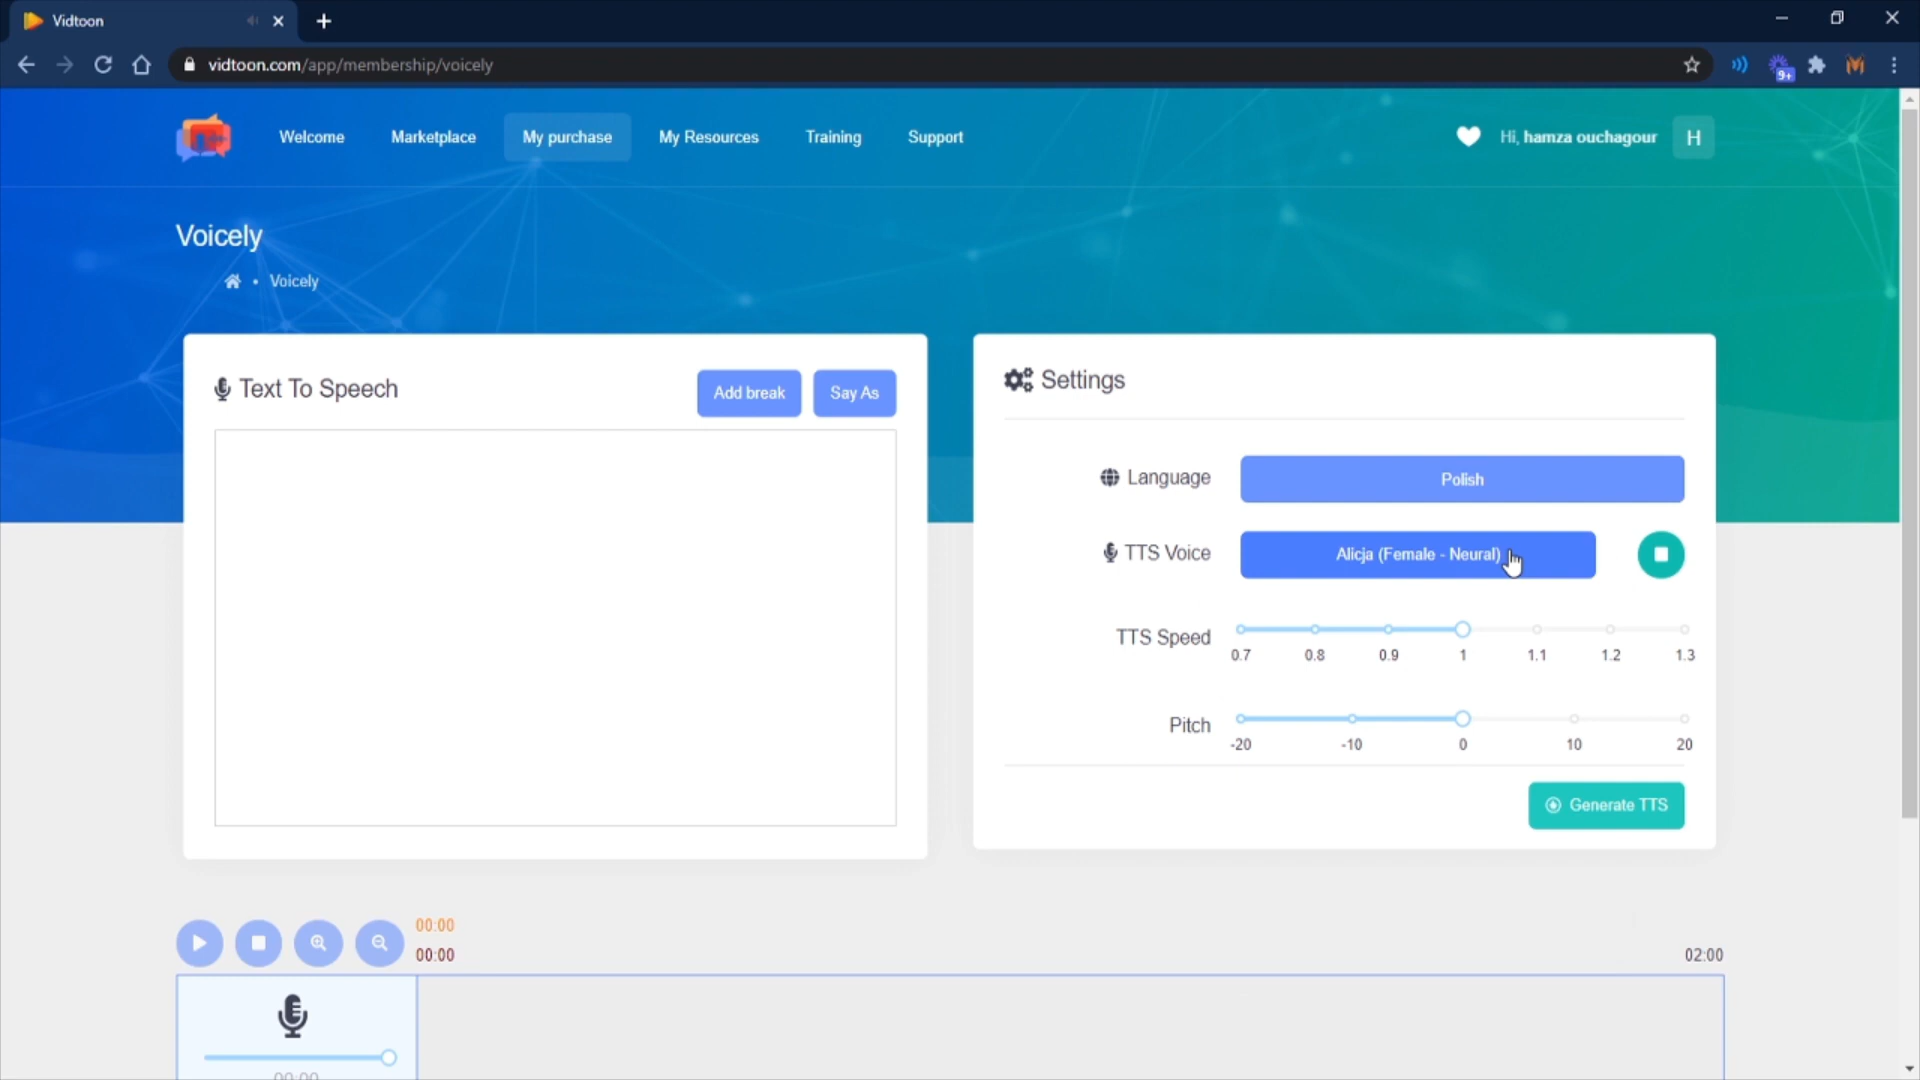 Vidtoon
vidtoon.com/app/membership/voicely
9+
Welcome
Marketplace
My purchase
My Resources
Training
Support
Hi, hamza ouchagour
H
Voicely
Voicely
Text To Speech
Add break
Say As
Settings
Language
Polish
TTS Voice
Alicja (Female - Neural)
TTS Speed
0.7 0.8 0.9 1 1.1 1.2 1.3
Pitch
-20 -10 0 10 20
Generate TTS
00:00
00:00
02:00
00:00